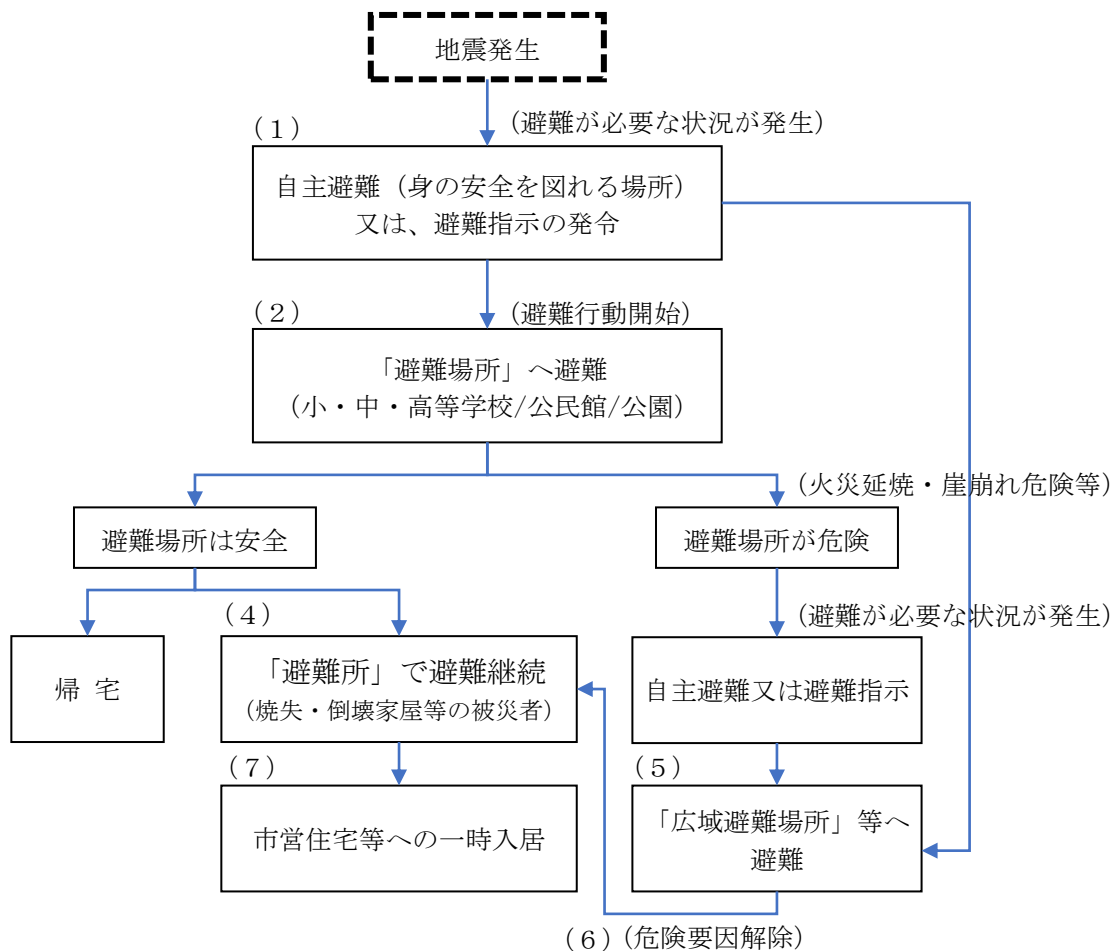 地震発生
(避難が必要な状況が発生)
(1)
自主避難(身の安全を図れる場所)
又は、避難指示の発令
(2)
(避難行動開始)
「避難場所」へ避難
(小・中・高等学校/公民館/公園)
(火災延焼・崖崩れ危険等)
避難場所は安全
避難場所が危険
(避難が必要な状況が発生)
(4)
帰 宅
「避難所」で避難継続
(焼失・倒壊家屋等の被災者)
自主避難又は避難指示
(7)
(5)
市営住宅等への一時入居
「広域避難場所」等へ
避難
(6)(危険要因解除)